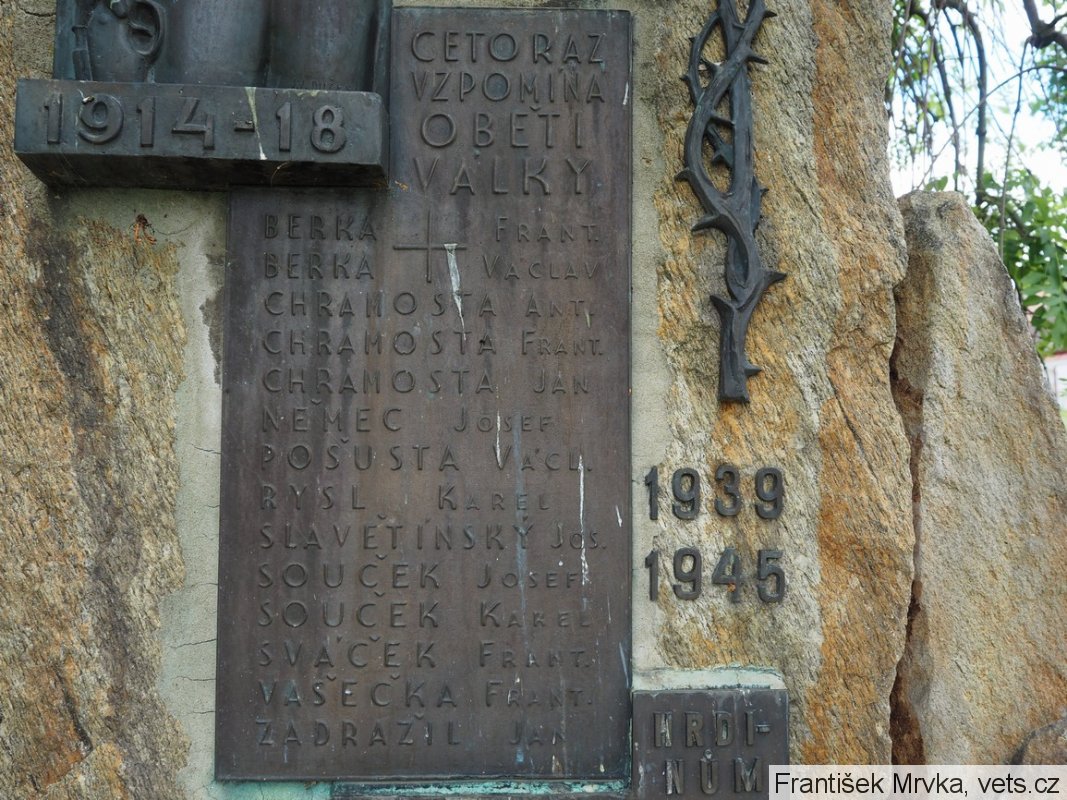 1914-18
CETORAZ
VZPOMÍNÁ
OBĚTÍ
VÁLKY
BERKA FRANT.
BERKA VÁCLAV
CHRAMOSTA ANT.
CHRAMOSTA FRANT.
CHRAMOSTA JAN
NĚMEC JOSEF
POŠUSTA VÁCL.
RYSL KAREL
SLAVĚTÍNSKÝ JOS.
SOUČEK JOSEF
SOUČEK KAREL
SVÁČEK FRANT.
VAŠEČKA FRANT.
ZADRAŽIL JAN
1939
1945
HRDI-
NŮM
František Mrvka, vets.cz